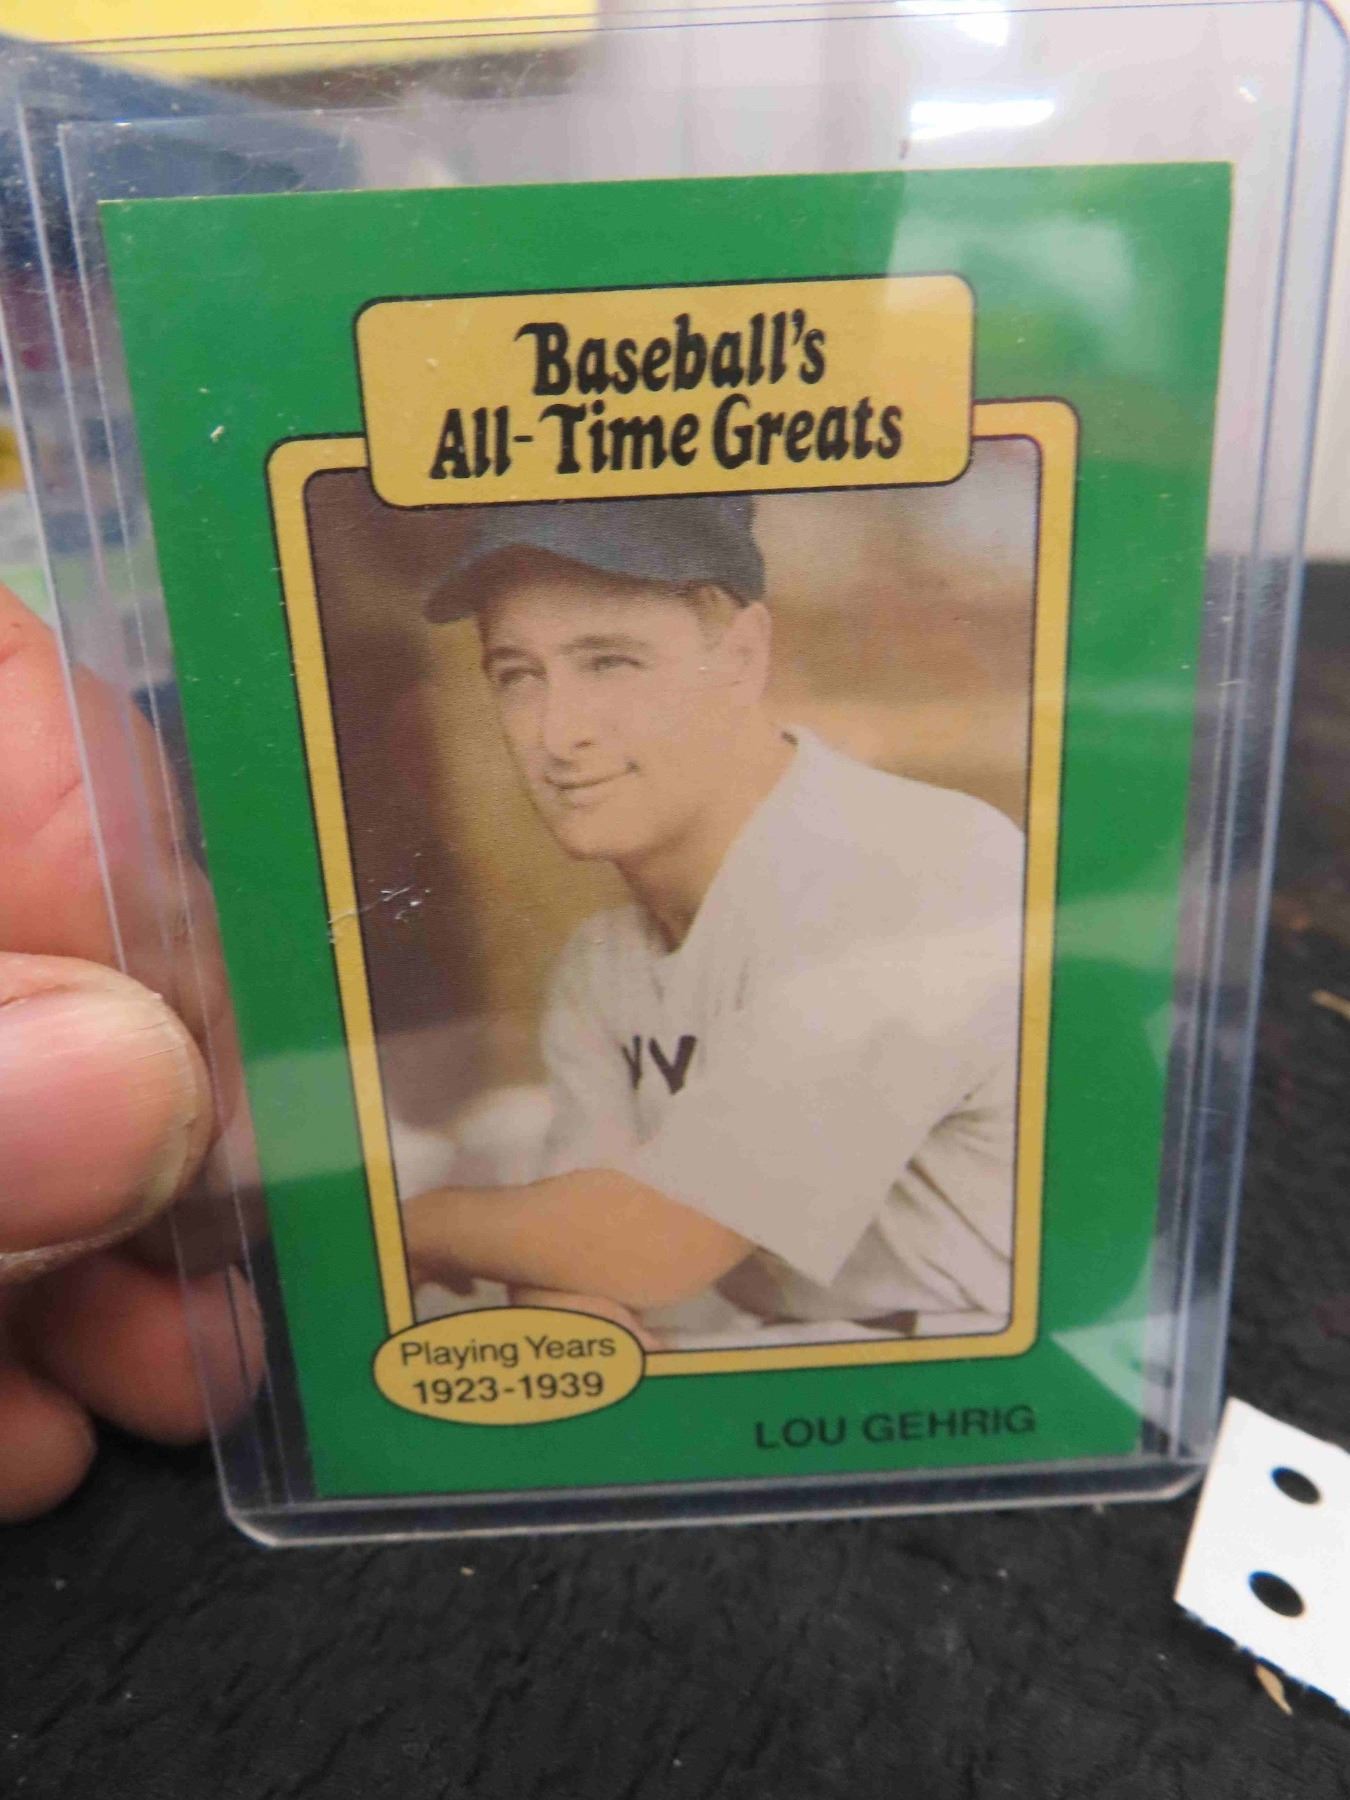 Baseball's
All-Time Greats
Playing Years
1923-1939
LOU GEHRIG